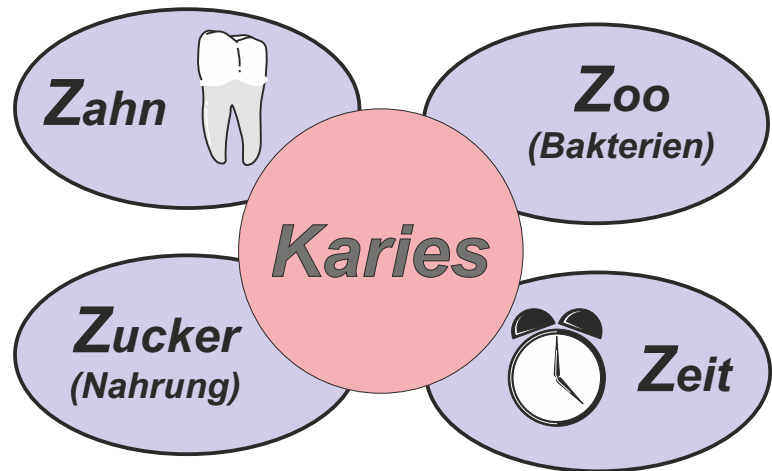 Zahn
Zoo
(Bakterien)
Karies
Zucker
(Nahrung)
Zeit